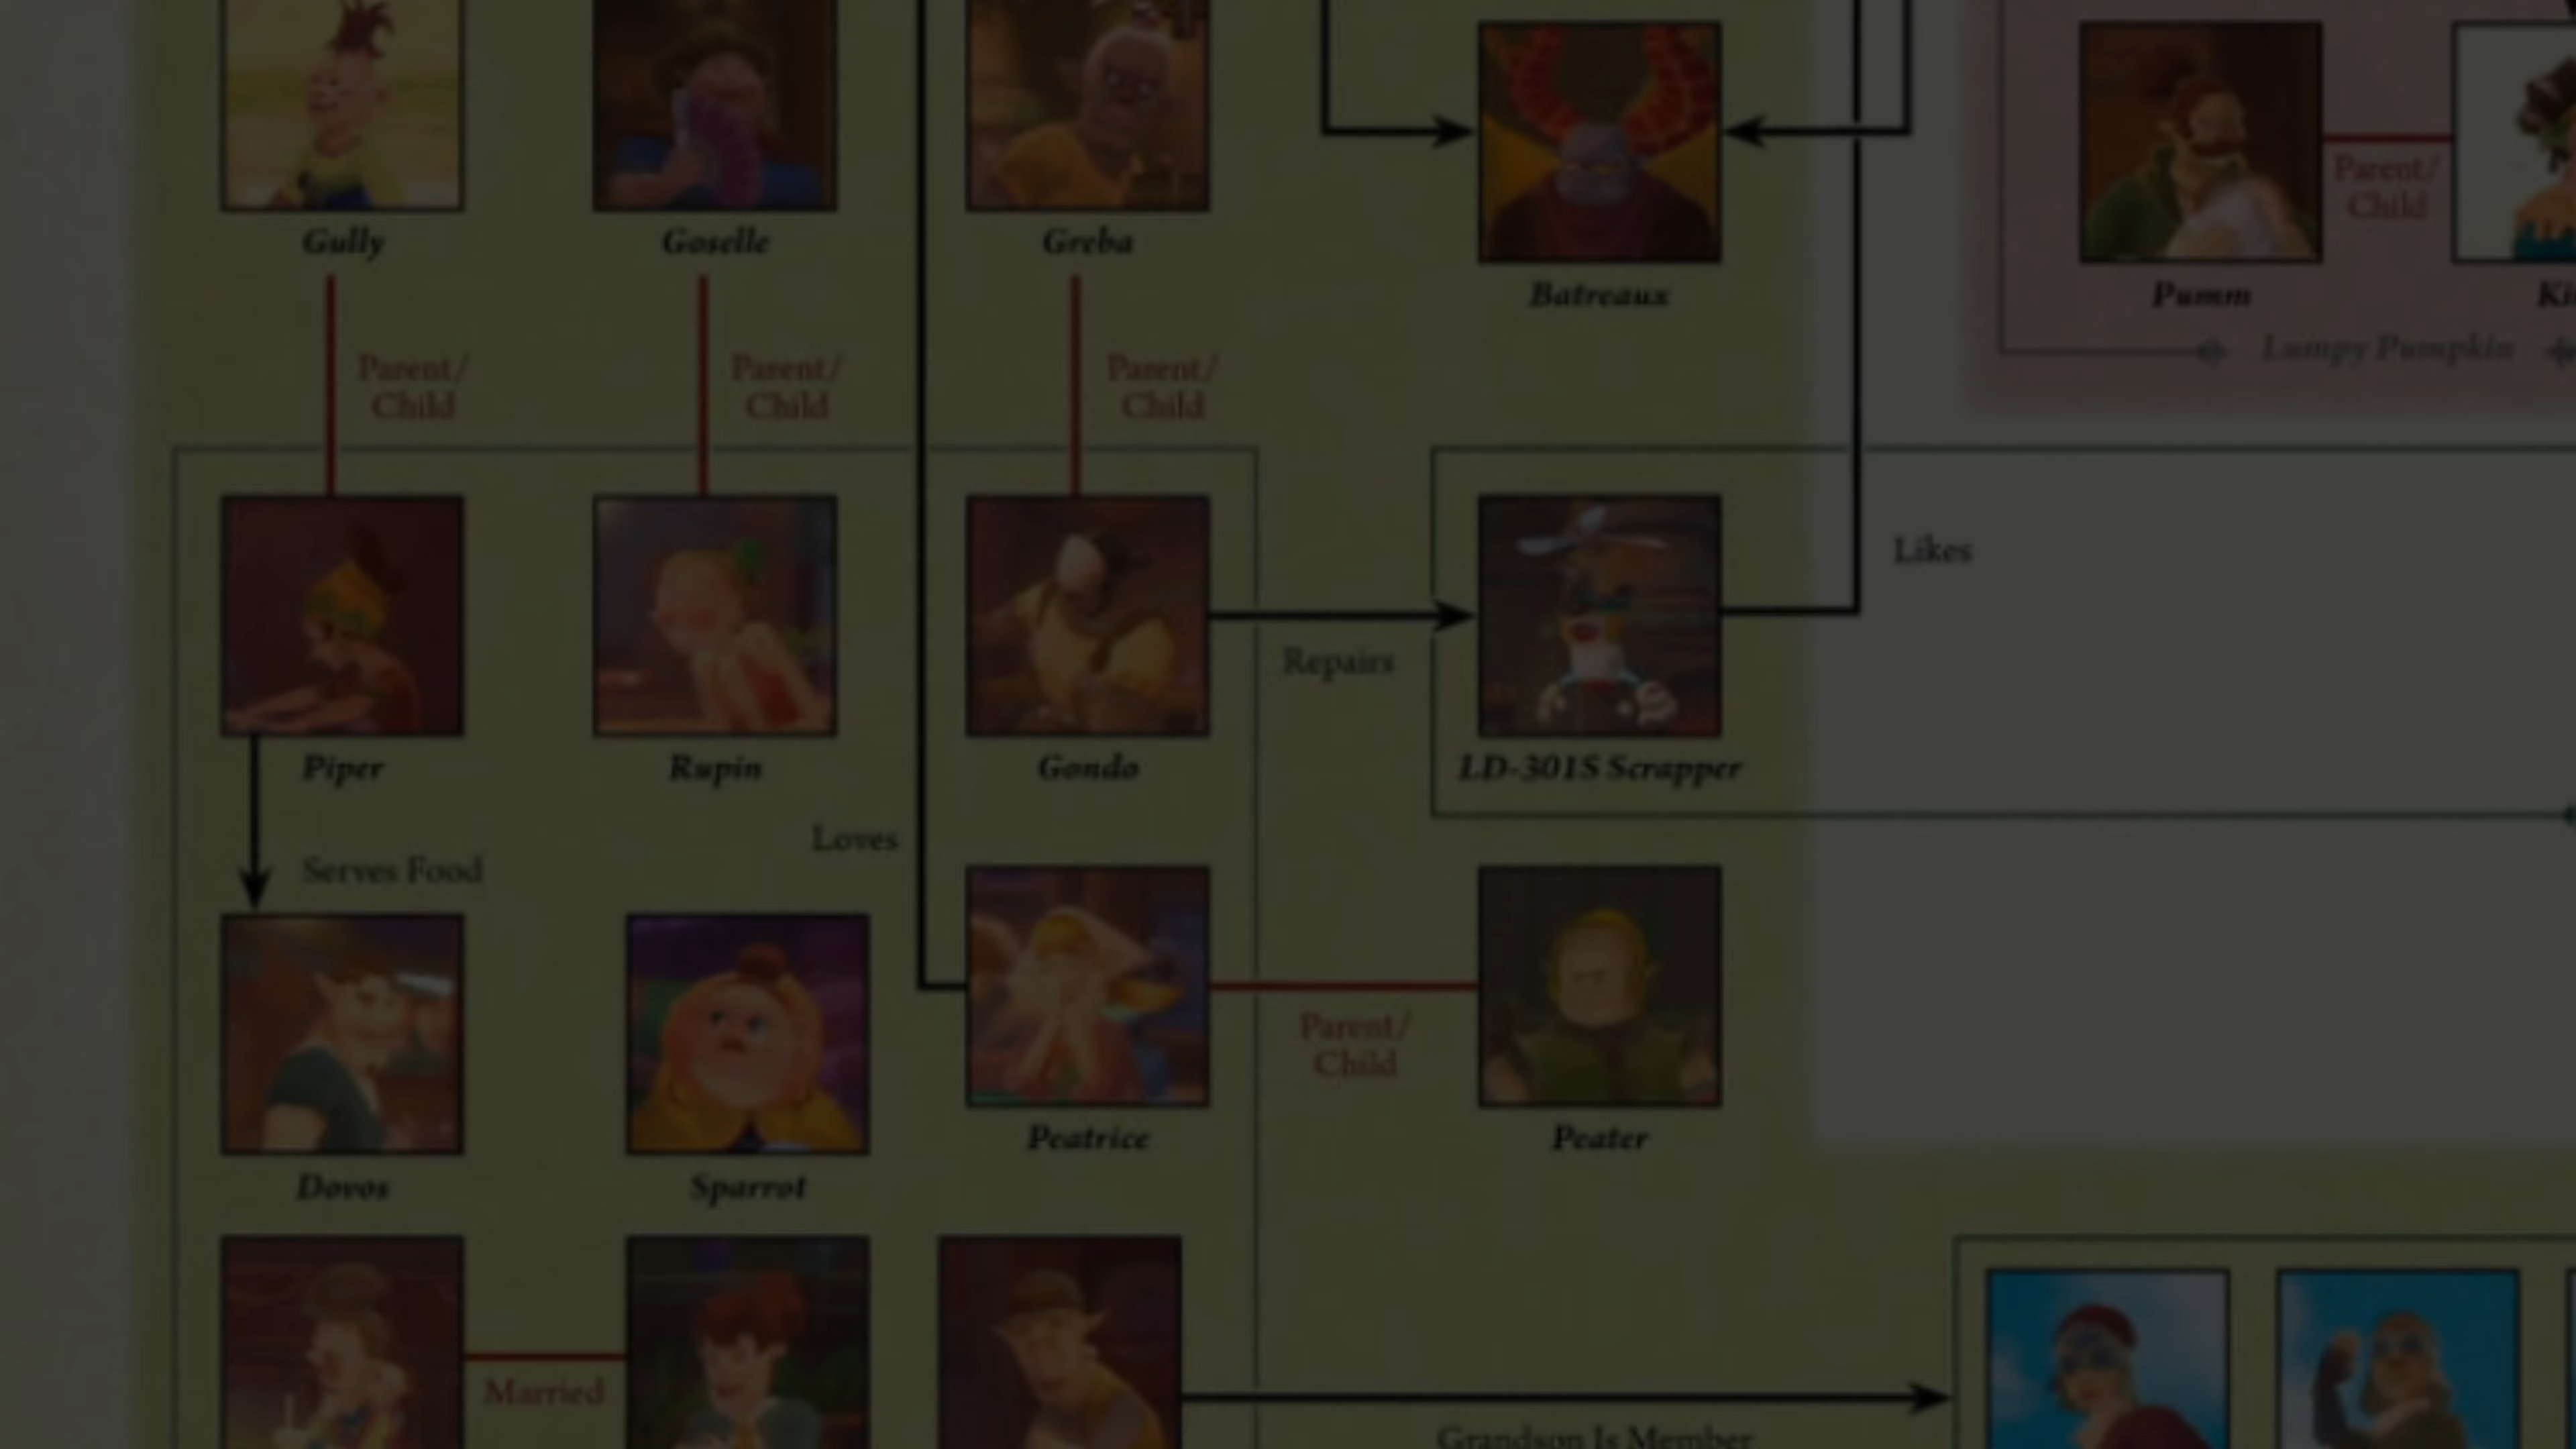 Gully
Goselle
Greba
Batreaux
Pumm
Parent/
Child
Lumpy Pumpkin
Parent/
Child
Parent/
Child
Parent/
Child
Piper
Rupin
Gondo
Repairs
LD-301S Scrapper
Likes
Serves Food
Loves
Dovos
Sparrot
Peatrice
Parent/
Child
Peater
Married
Grandson Is Member